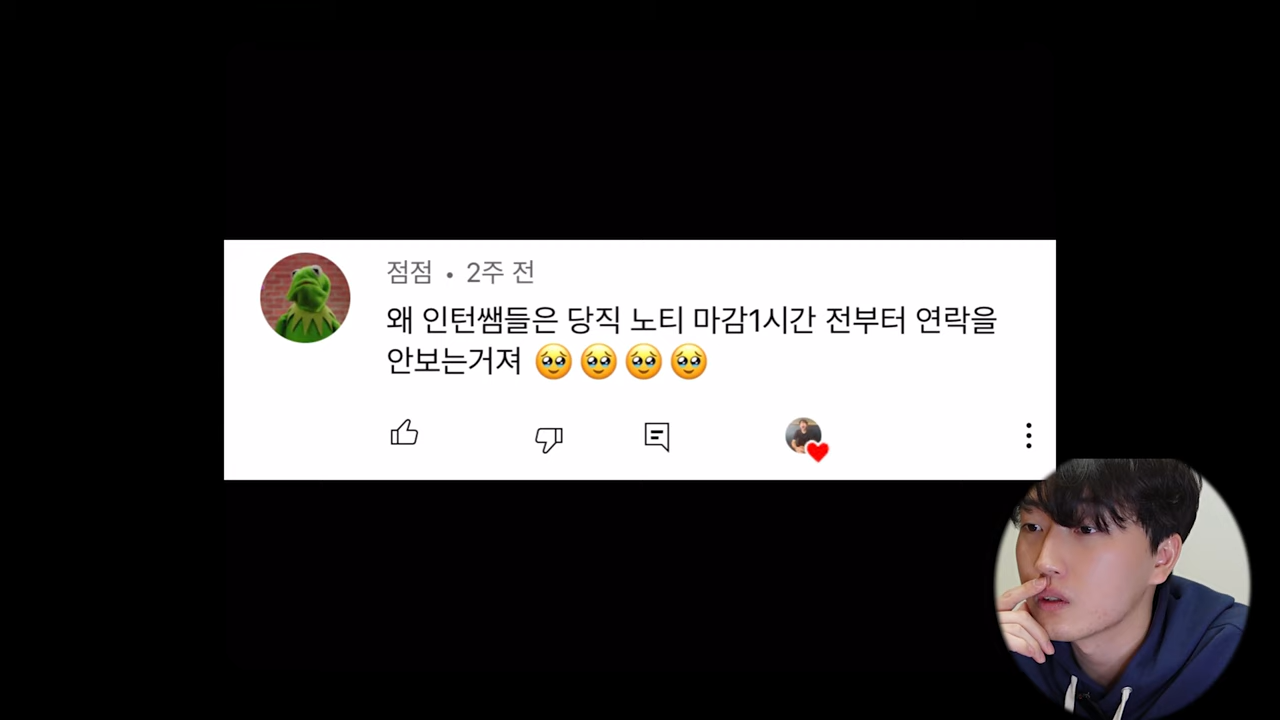 점점 • 2주 전
왜 인턴쌤들은 당직 노티 마감1시간 전부터 연락을
안보는거져 🥹🥹🥹🥹